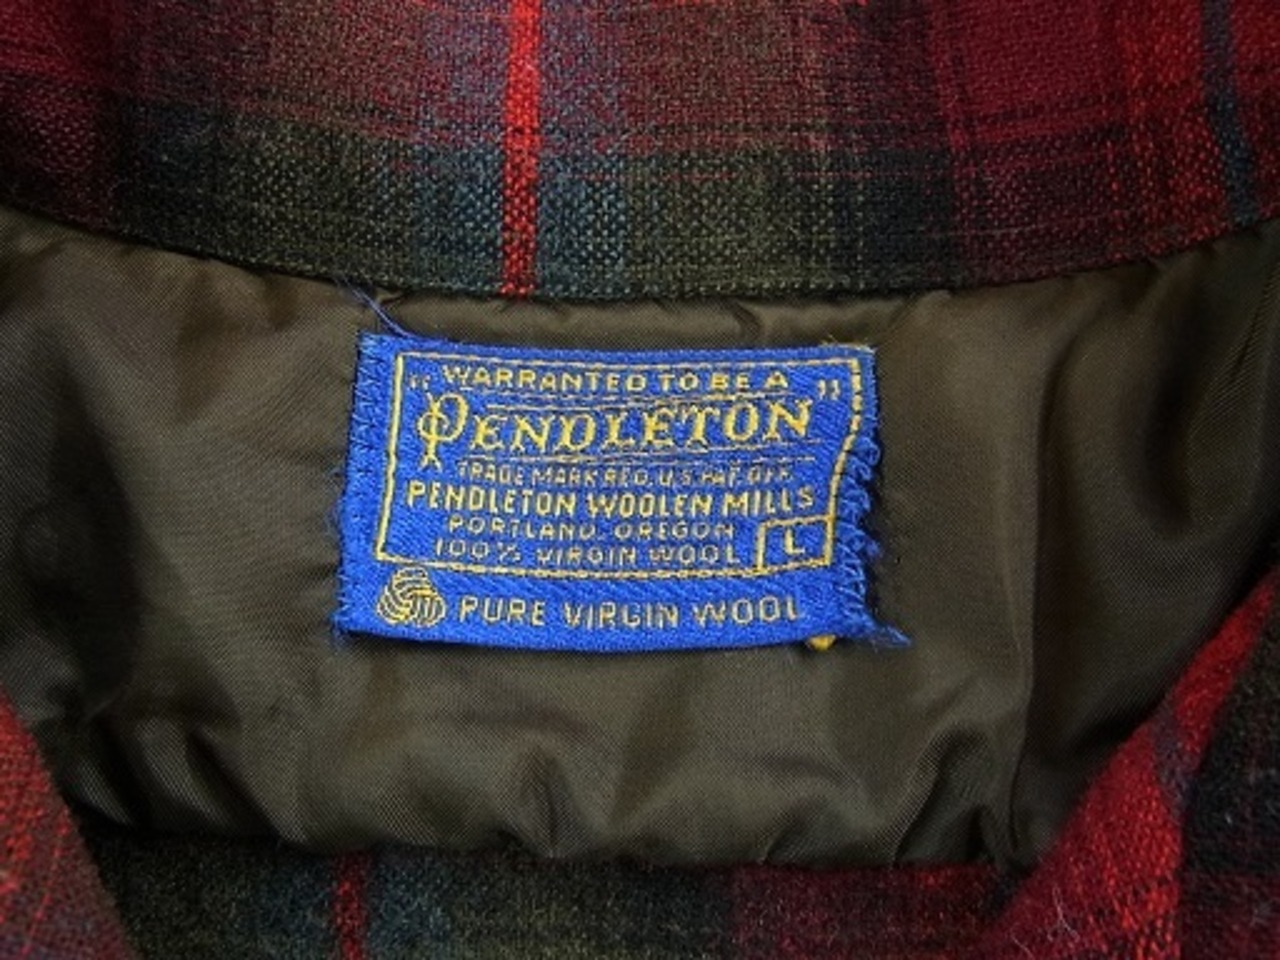 "WARRANTED TO BE A
PENDLETON"
TRADE MARK REG. U.S. PAT. OFF.
PENDLETON WOOLEN MILLS
PORTLAND, OREGON
100% VIRGIN WOOL L
PURE VIRGIN WOOL